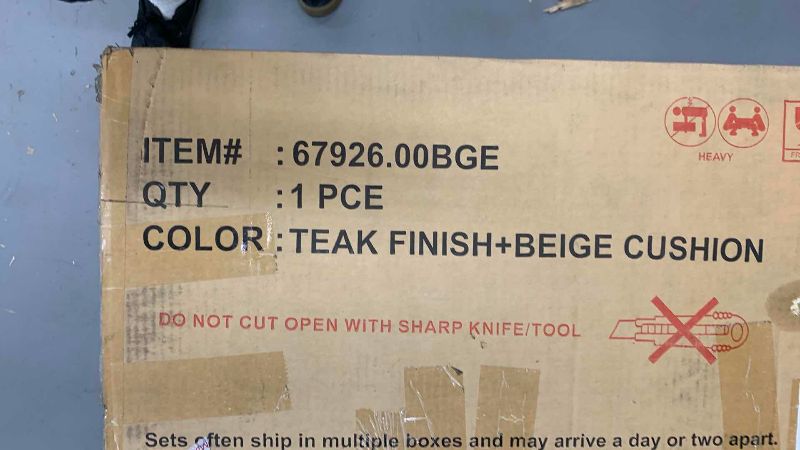 ITEM# : 67926.00BGE
QTY : 1 PCE
COLOR : TEAK FINISH+BEIGE CUSHION
HEAVY
DO NOT CUT OPEN WITH SHARP KNIFE/TOOL
Sets often ship in multiple boxes and may arrive a day or two apart.